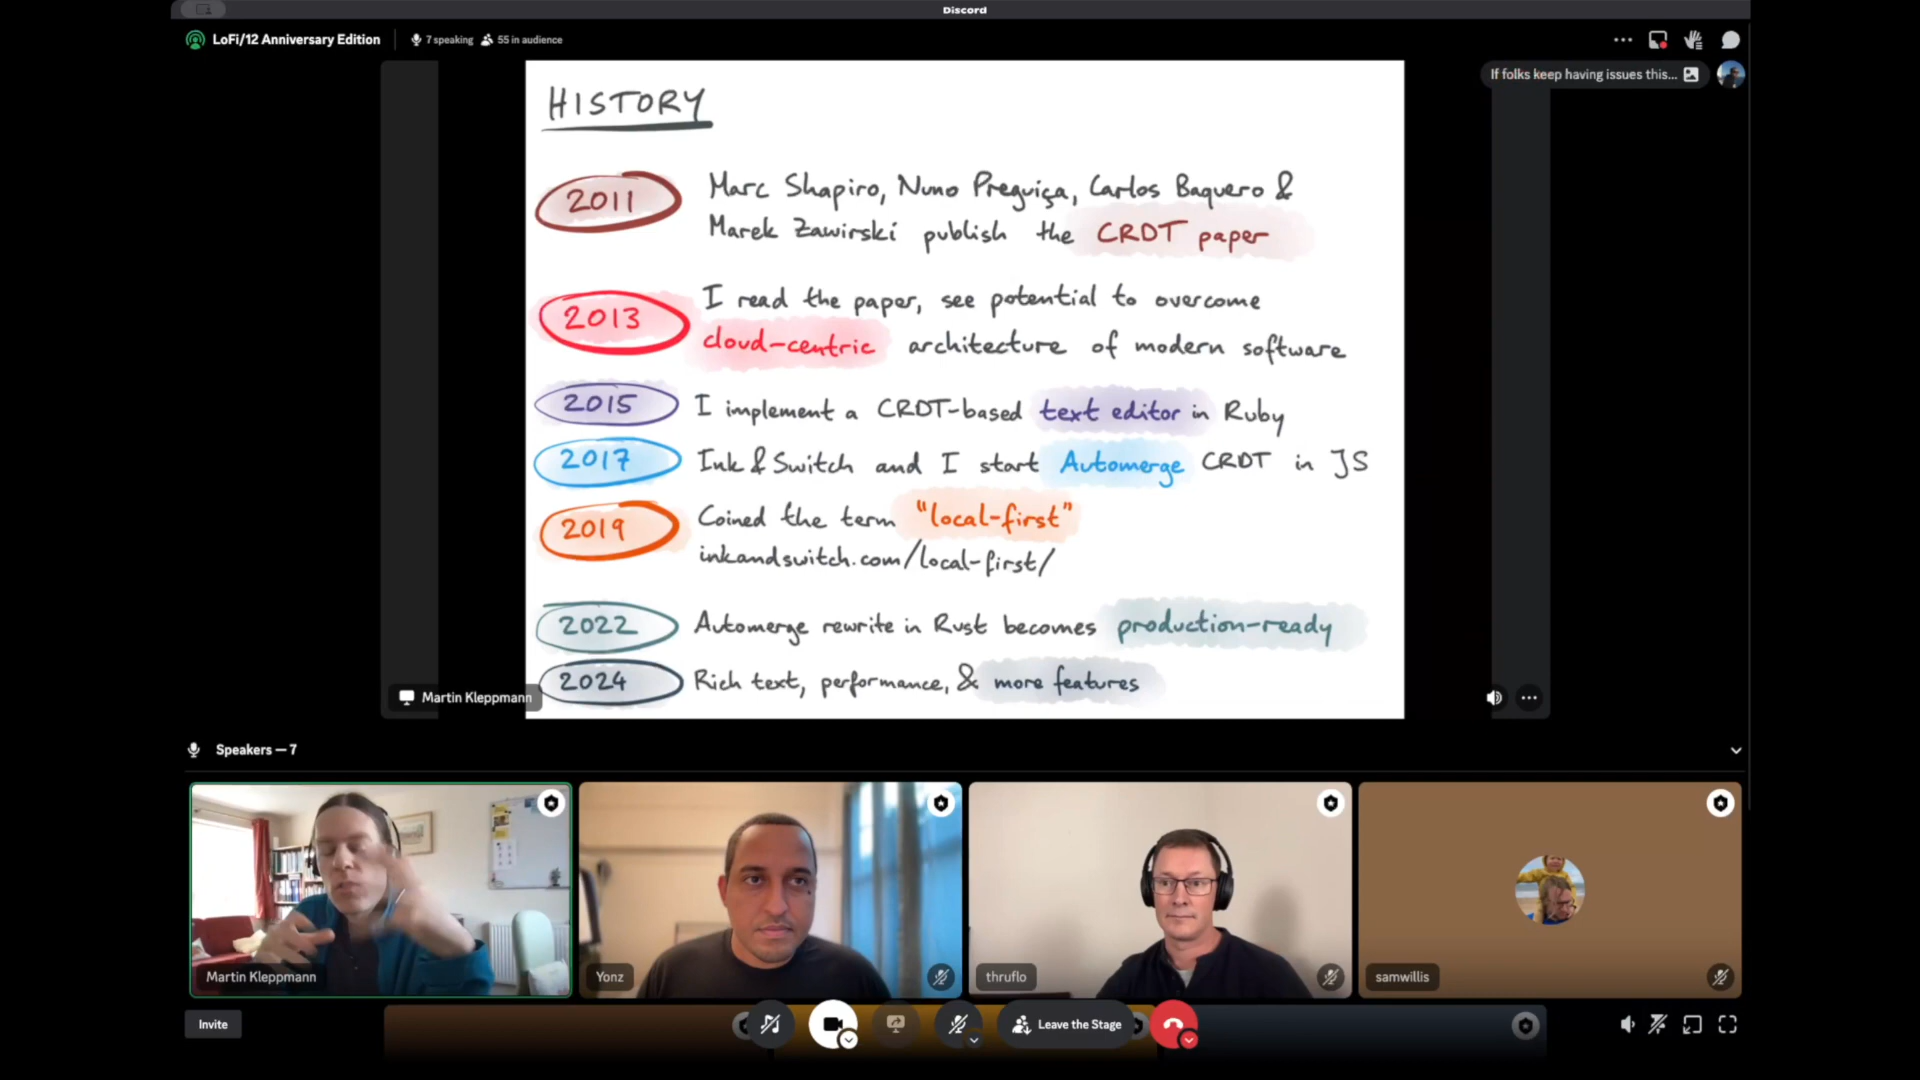 Discord
LoFi/12 Anniversary Edition
7 speaking
55 in audience
If folks keep having issues this...
HISTORY
2011
Marc Shapiro, Nuno Preguiça, Carlos Baquero &
Marek Zawirski publish the CRDT paper
2013
I read the paper, see potential to overcome
cloud-centric architecture of modern software
2015
I implement a CRDT-based text editor in Ruby
2017
Ink & Switch and I start Automerge CRDT in JS
2019
Coined the term "local-first"
inkandswitch.com/local-first/
2022
Automerge rewrite in Rust becomes production-ready
2024
Rich text, performance, & more features
Martin Kleppmann
Speakers — 7
Martin Kleppmann
Yonz
thruflo
samwillis
Invite
Leave the Stage